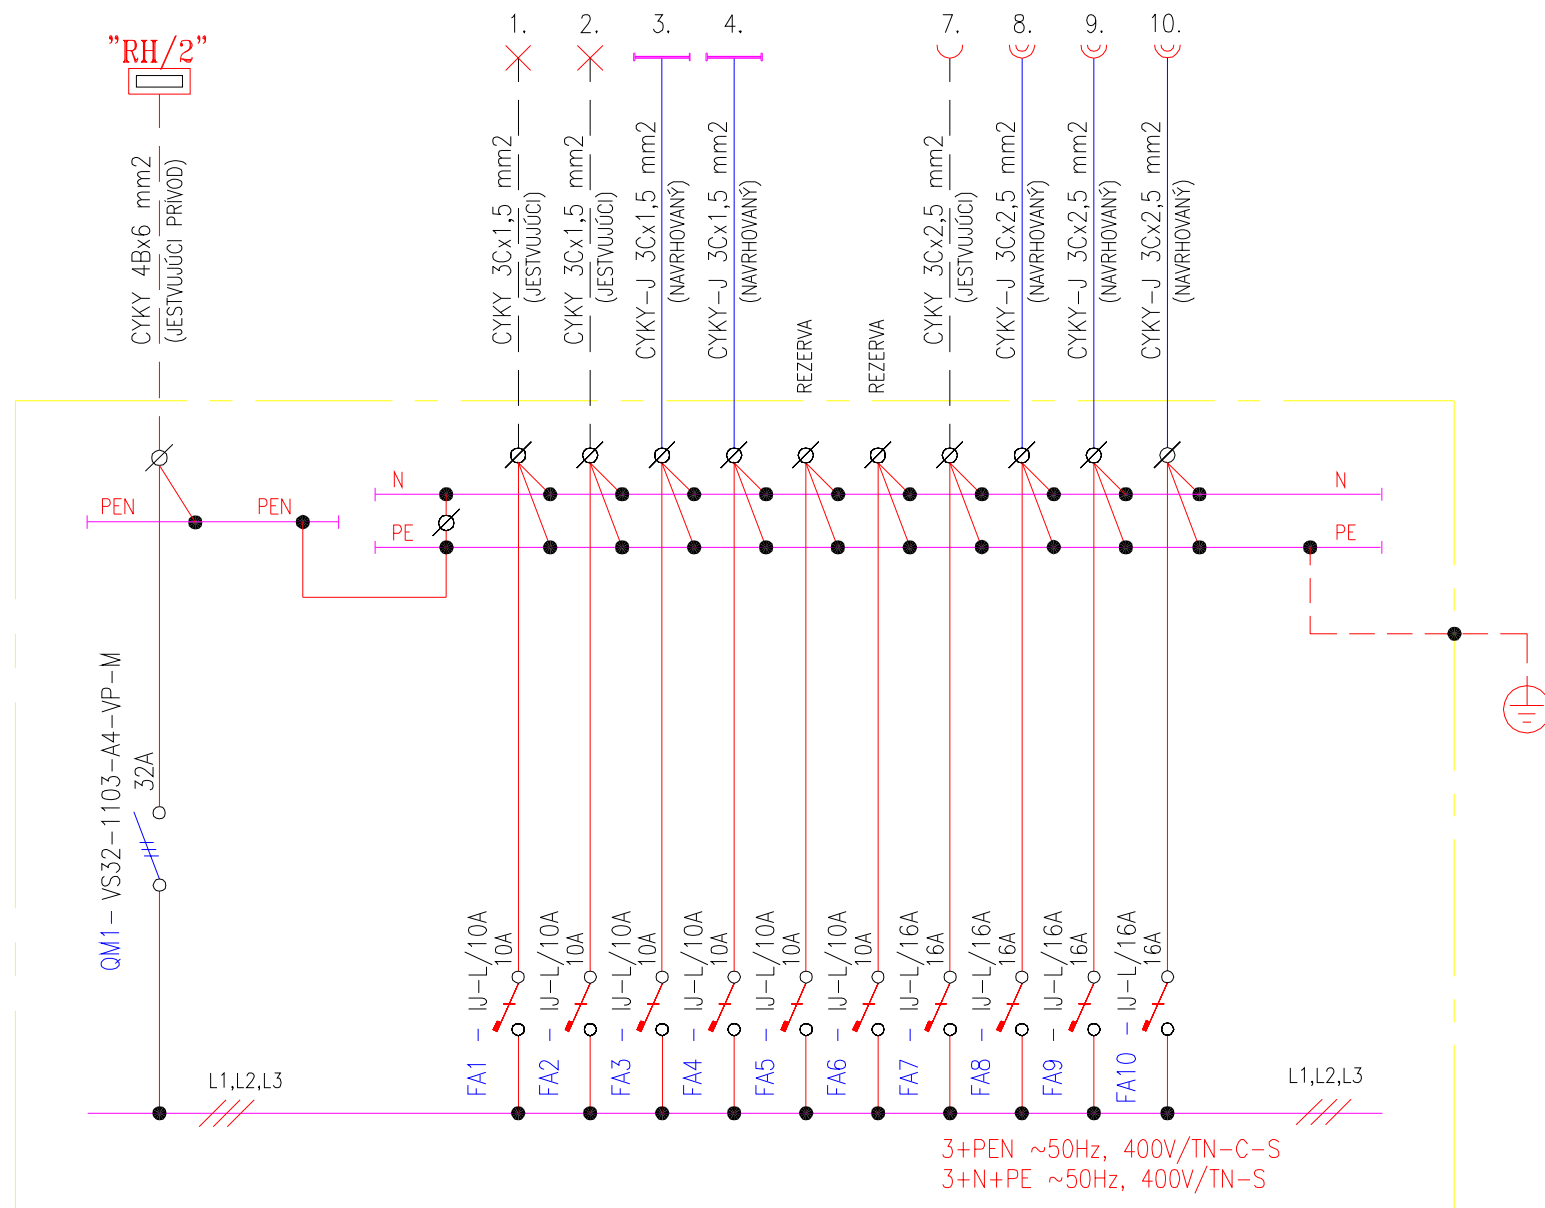 "RH/2"
1.
2.
3.
4.
7.
8.
9.
10.
CYKY 4Bx6 mm2
(JESTVUJÚCI PRÍVOD)
CYKY 3Cx1,5 mm2
(JESTVUJÚCI)
CYKY 3Cx1,5 mm2
(JESTVUJÚCI)
CYKY-J 3Cx1,5 mm2
(NAVRHOVANÝ)
CYKY-J 3Cx1,5 mm2
(NAVRHOVANÝ)
REZERVA
REZERVA
CYKY 3Cx2,5 mm2
(JESTVUJÚCI)
CYKY-J 3Cx2,5 mm2
(NAVRHOVANÝ)
CYKY-J 3Cx2,5 mm2
(NAVRHOVANÝ)
CYKY-J 3Cx2,5 mm2
(NAVRHOVANÝ)
PEN
PEN
N
N
PE
PE
QM1- VS32-1103-A4-VP-M
32A
FA1 - IJ-L/10A
10A
FA2 - IJ-L/10A
10A
FA3 - IJ-L/10A
10A
FA4 - IJ-L/10A
10A
FA5 - IJ-L/10A
10A
FA6 - IJ-L/10A
10A
FA7 - IJ-L/16A
16A
FA8 - IJ-L/16A
16A
FA9 - IJ-L/16A
16A
FA10 - IJ-L/16A
16A
L1,L2,L3
L1,L2,L3
3+PEN ~50Hz, 400V/TN-C-S
3+N+PE ~50Hz, 400V/TN-S